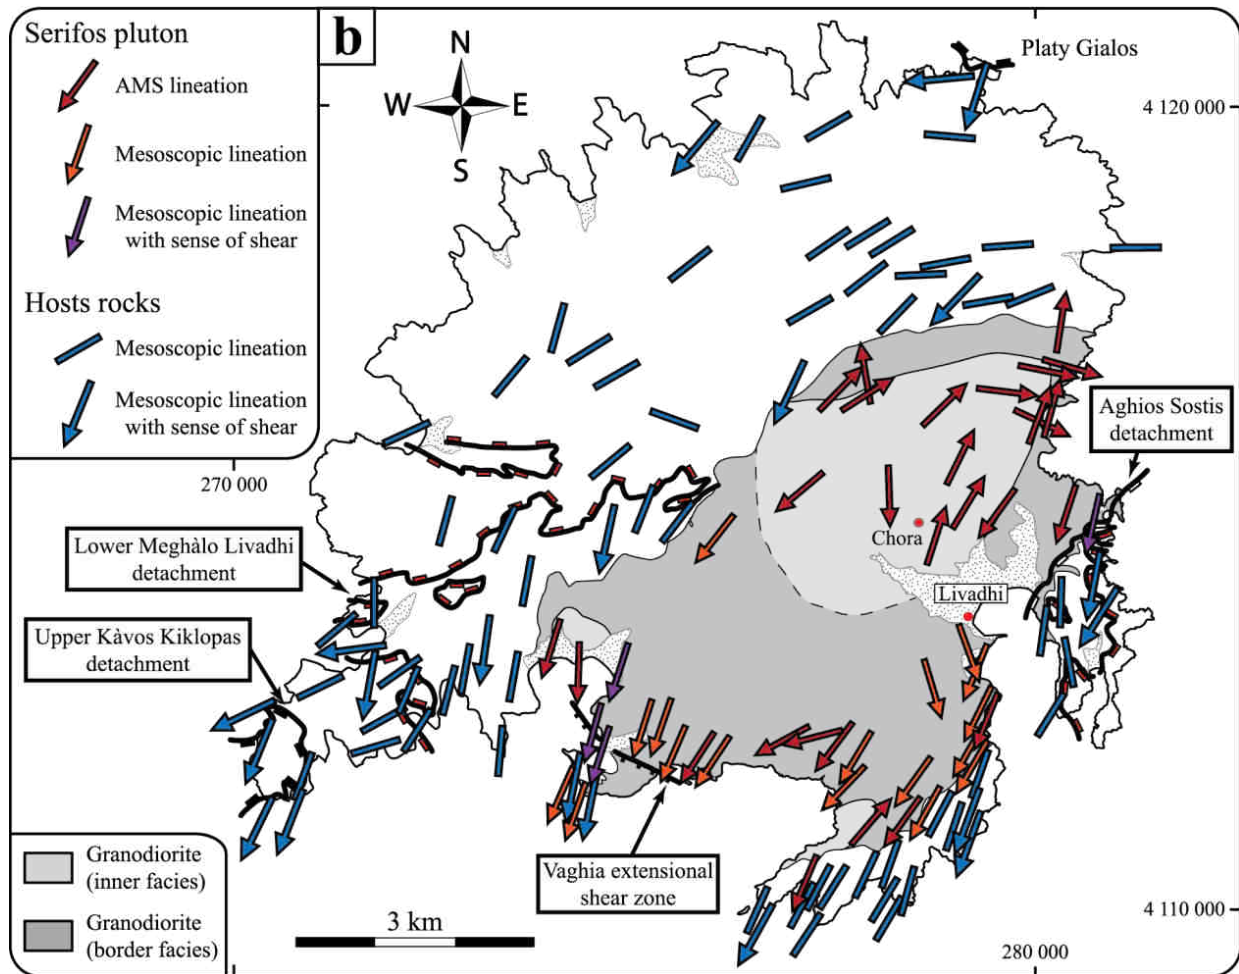 Serifos pluton
AMS lineation
Mesoscopic lineation
Mesoscopic lineation
with sense of shear
Hosts rocks
Mesoscopic lineation
Mesoscopic lineation
with sense of shear
b
N
W
E
S
Platy Gialos
4 120 000
270 000
Aghios Sostis
detachment
Chora
Livadhi
Lower Meghàlo Livadhi
detachment
Upper Kàvos Kiklopas
detachment
Vaghia extensional
shear zone
Granodiorite
(inner facies)
Granodiorite
(border facies)
3 km
4 110 000
280 000